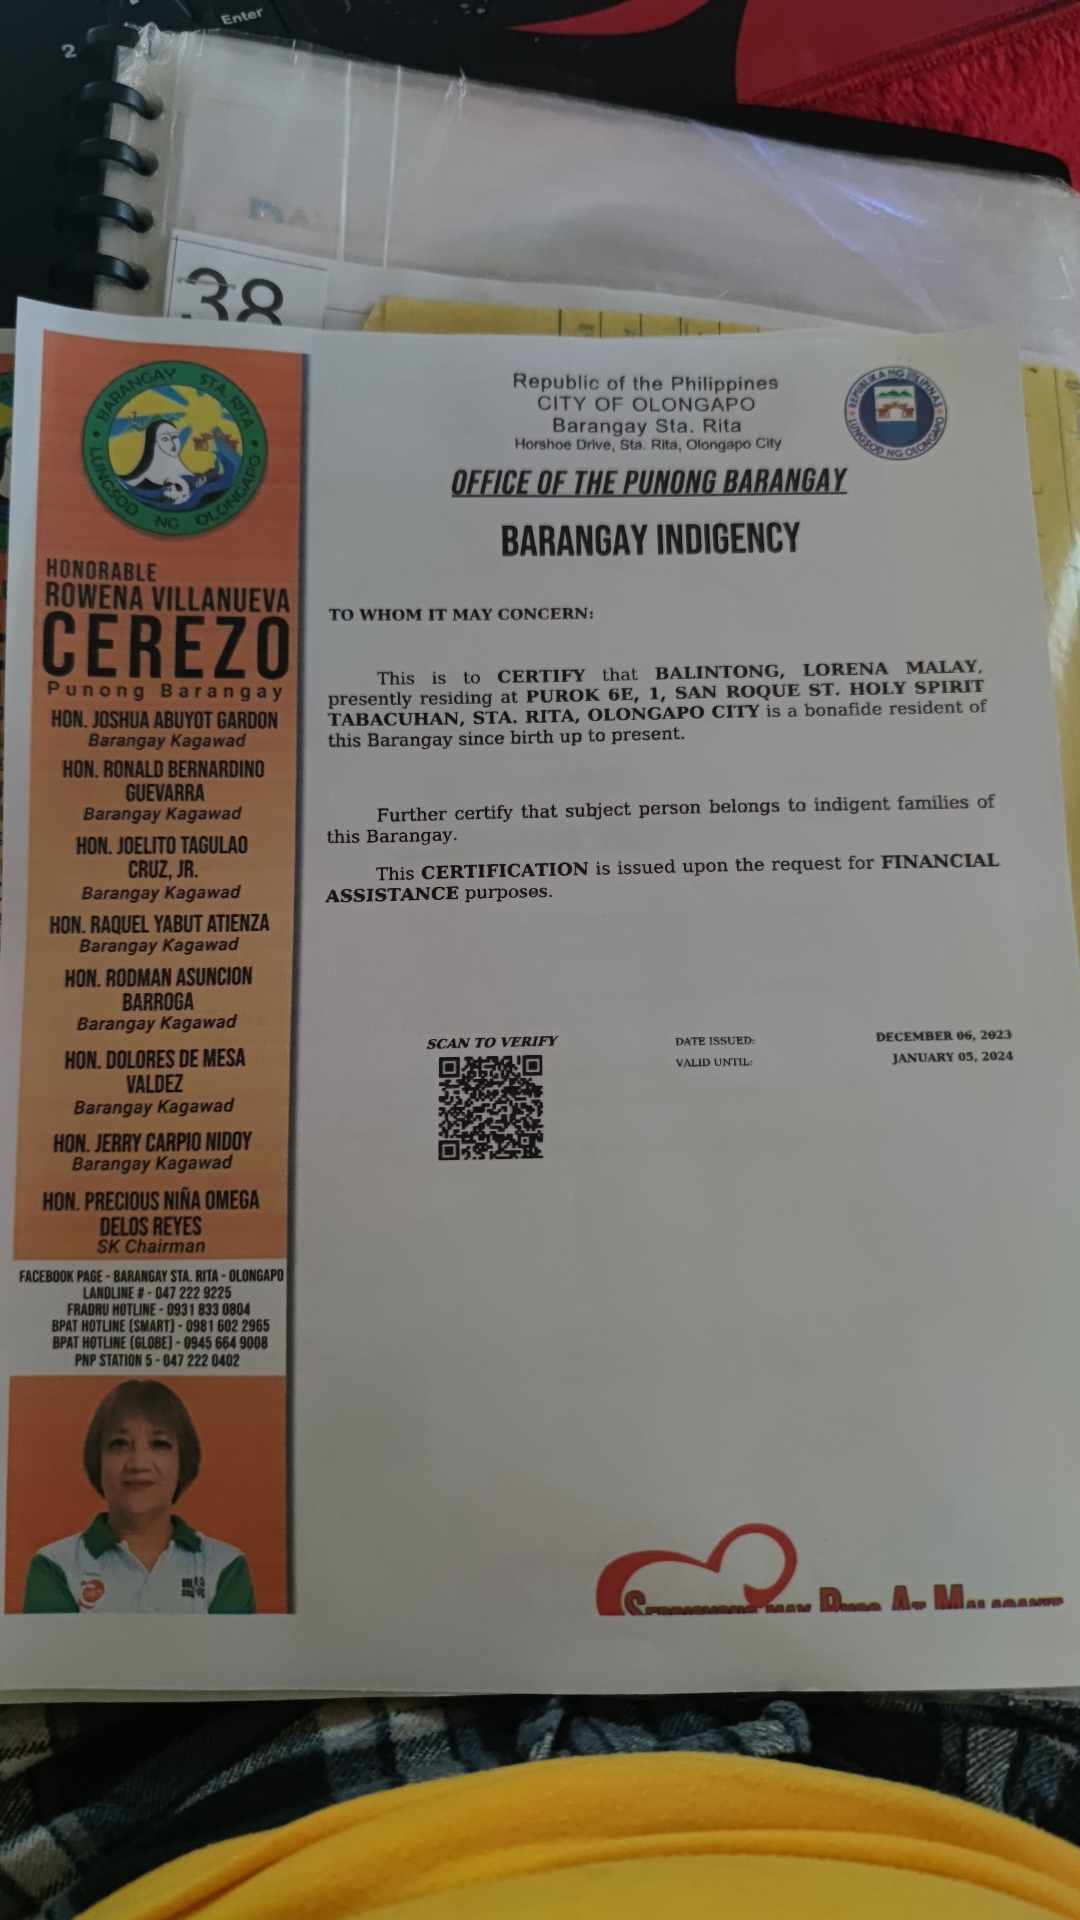 Enter
2
38
BARANGAY STA. RITA
LUNGSOD NG OLONGAPO
Republic of the Philippines
CITY OF OLONGAPO
Barangay Sta. Rita
Horshoe Drive, Sta. Rita, Olongapo City
REPUBLIKA NG PILIPINAS
LUNGSOD NG OLONGAPO
OFFICE OF THE PUNONG BARANGAY
BARANGAY INDIGENCY
HONORABLE
ROWENA VILLANUEVA
CEREZO
Punong Barangay
HON. JOSHUA ABUYOT GARDON
Barangay Kagawad
HON. RONALD BERNARDINO
GUEVARRA
Barangay Kagawad
HON. JOELITO TAGULAO
CRUZ, JR.
Barangay Kagawad
HON. RAQUEL YABUT ATIENZA
Barangay Kagawad
HON. RODMAN ASUNCION
BARROGA
Barangay Kagawad
HON. DOLORES DE MESA
VALDEZ
Barangay Kagawad
HON. JERRY CARPIO NIDOY
Barangay Kagawad
HON. PRECIOUS NIÑA OMEGA
DELOS REYES
SK Chairman
FACEBOOK PAGE - BARANGAY STA. RITA - OLONGAPO
LANDLINE # - 047 222 9225
FRADRU HOTLINE - 0931 833 0804
BPAT HOTLINE (SMART) - 0981 602 2965
BPAT HOTLINE (GLOBE) - 0945 664 9008
PNP STATION 5 - 047 222 0402
TO WHOM IT MAY CONCERN:
This is to CERTIFY that BALINTONG, LORENA MALAY,
presently residing at PUROK 6E, 1, SAN ROQUE ST. HOLY SPIRIT
TABACUHAN, STA. RITA, OLONGAPO CITY is a bonafide resident of
this Barangay since birth up to present.
Further certify that subject person belongs to indigent families of
this Barangay.
This CERTIFICATION is issued upon the request for FINANCIAL
ASSISTANCE purposes.
SCAN TO VERIFY
DATE ISSUED: DECEMBER 06, 2023
VALID UNTIL: JANUARY 05, 2024